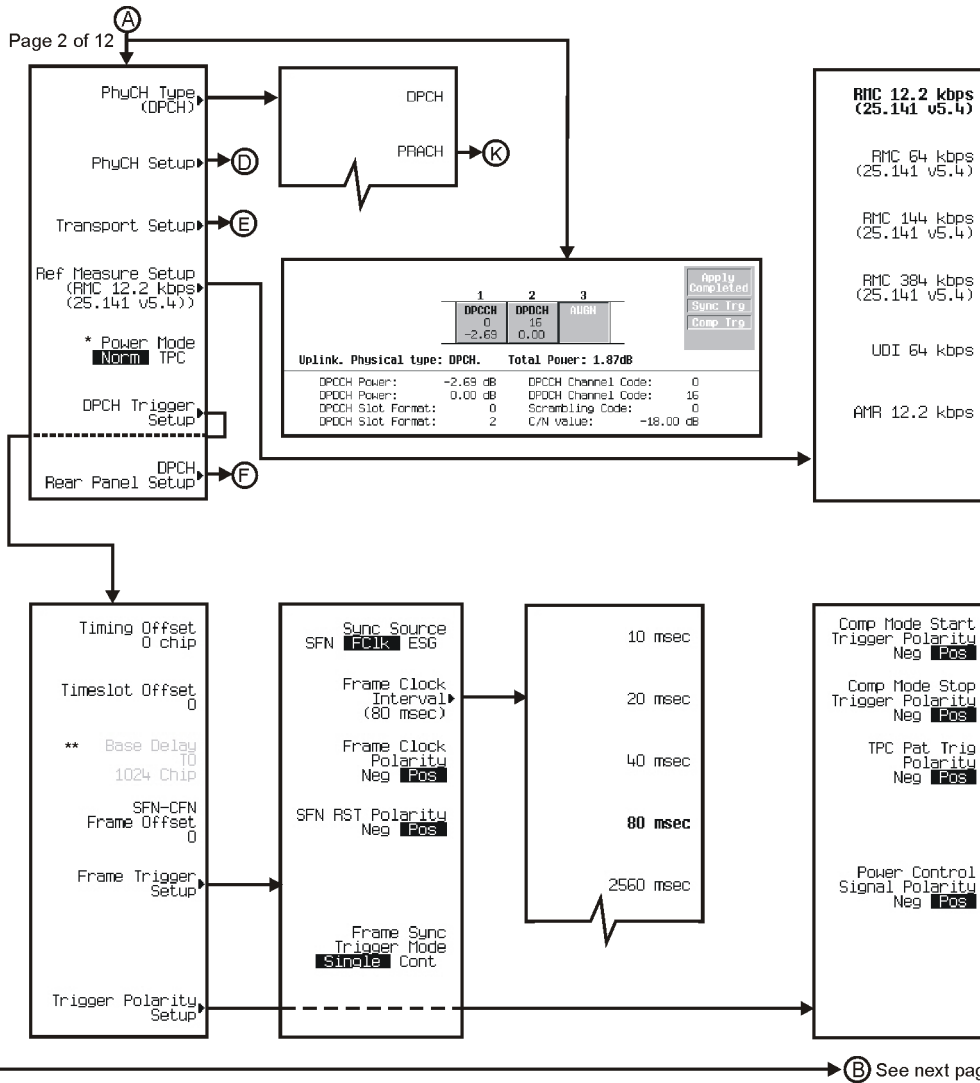 A
Page 2 of 12
PhyCH Type
(DPCH)
PhyCH Setup
D
Transport Setup
E
Ref Measure Setup
(RMC 12.2 kbps
(25.141 v5.4))
* Power Mode
Norm TPC
DPCH Trigger
Setup
DPCH
Rear Panel Setup
F
DPCH
PRACH
K
1 2 3
DPCCH DPDCH AWGN
0 16
-2.69 0.00
Apply
Completed
Sync Trg
Comp Trg
Uplink. Physical type: DPCH. Total Power: 1.87dB
DPCCH Power: -2.69 dB DPCCH Channel Code: 0
DPDCH Power: 0.00 dB DPDCH Channel Code: 16
DPCCH Slot Format: 0 Scrambling Code: 0
DPDCH Slot Format: 2 C/N value: -18.00 dB
RMC 12.2 kbps
(25.141 v5.4)
RMC 64 kbps
(25.141 v5.4)
RMC 144 kbps
(25.141 v5.4)
RMC 384 kbps
(25.141 v5.4)
UDI 64 kbps
AMR 12.2 kbps
Timing Offset
0 chip
Timeslot Offset
0
** Base Delay
T0
1024 Chip
SFN-CFN
Frame Offset
0
Frame Trigger
Setup
Trigger Polarity
Setup
Sync Source
SFN FClk ESG
Frame Clock
Interval
(80 msec)
Frame Clock
Polarity
Neg Pos
SFN RST Polarity
Neg Pos
Frame Sync
Trigger Mode
Single Cont
10 msec
20 msec
40 msec
80 msec
2560 msec
Comp Mode Start
Trigger Polarity
Neg Pos
Comp Mode Stop
Trigger Polarity
Neg Pos
TPC Pat Trig
Polarity
Neg Pos
Power Control
Signal Polarity
Neg Pos
B See next pag